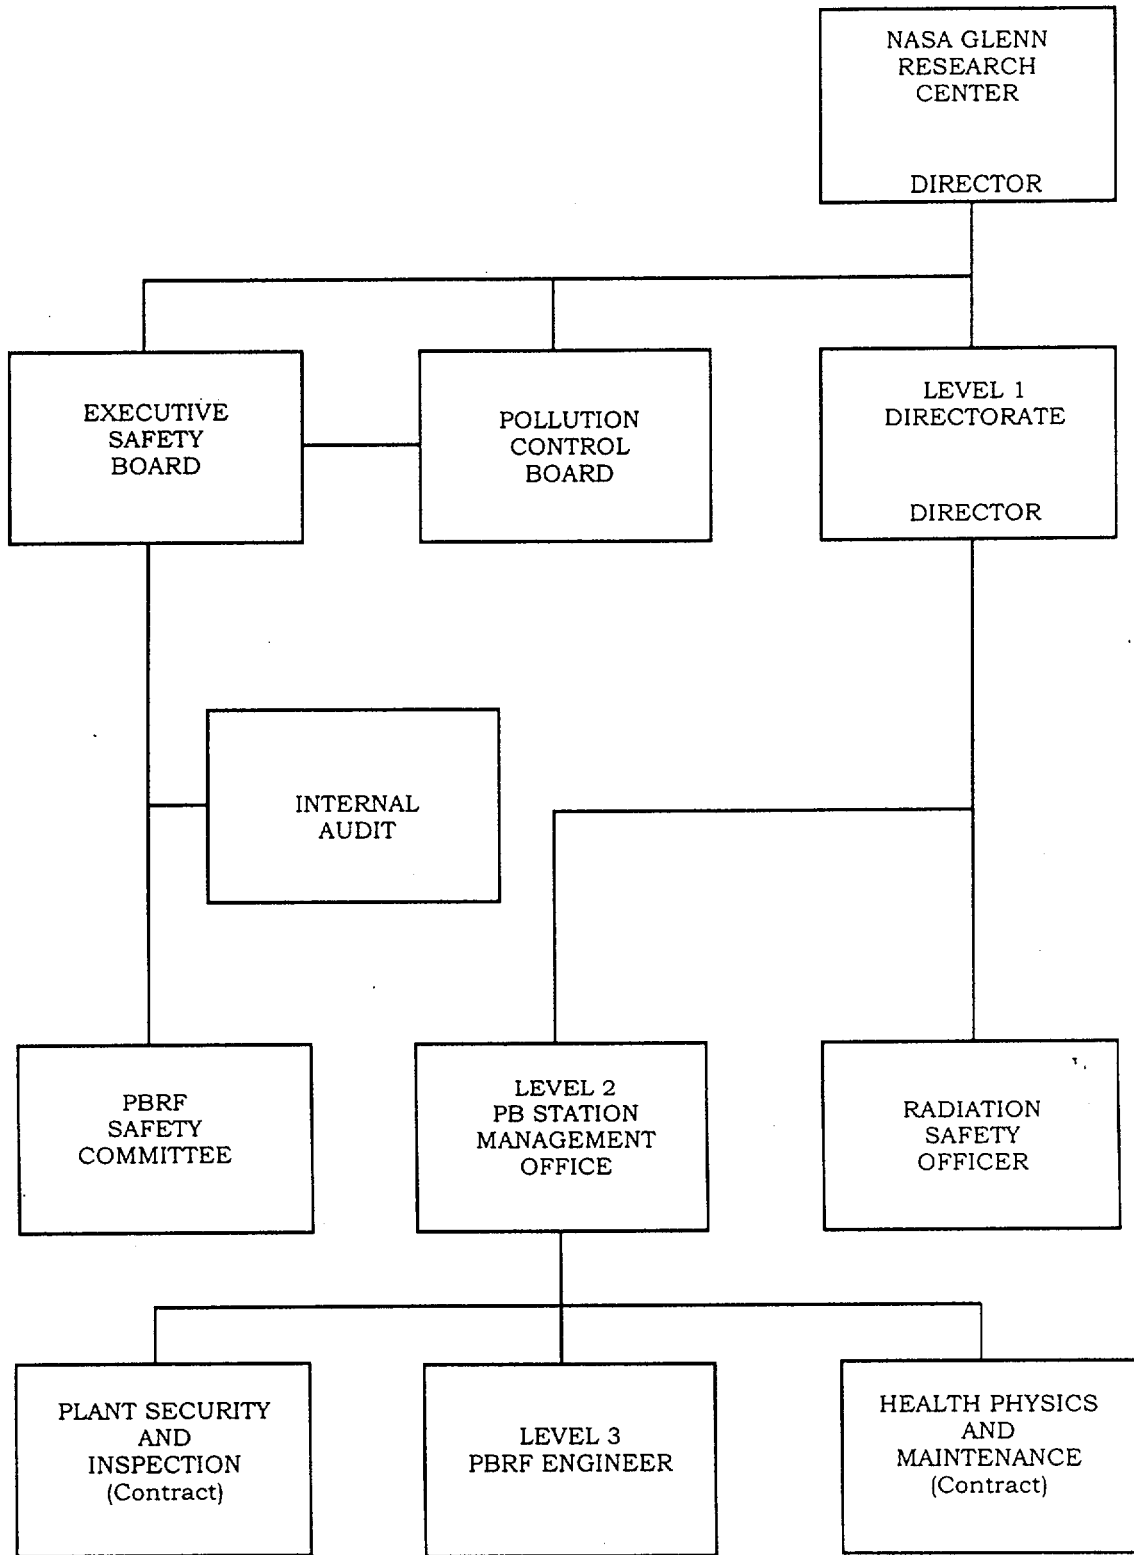 NASA GLENN
RESEARCH
CENTER
DIRECTOR
EXECUTIVE
SAFETY
BOARD
POLLUTION
CONTROL
BOARD
LEVEL 1
DIRECTORATE
DIRECTOR
INTERNAL
AUDIT
PBRF
SAFETY
COMMITTEE
LEVEL 2
PB STATION
MANAGEMENT
OFFICE
RADIATION
SAFETY
OFFICER
PLANT SECURITY
AND
INSPECTION
(Contract)
LEVEL 3
PBRF ENGINEER
HEALTH PHYSICS
AND
MAINTENANCE
(Contract)